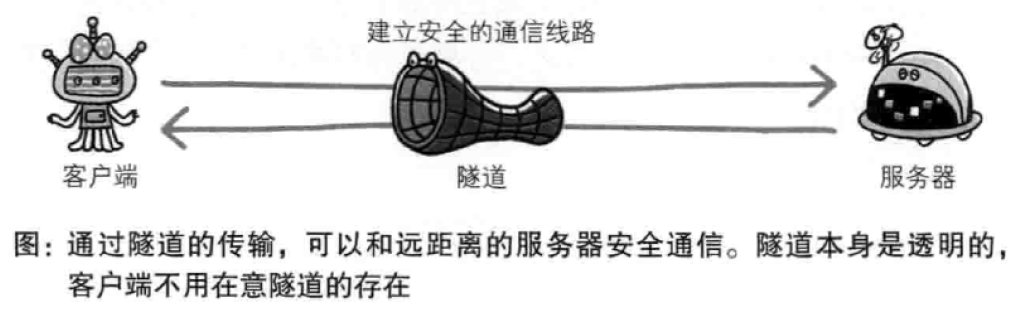 建立安全的通信线路
客户端
隧道
服务器
图：通过隧道的传输，可以和远距离的服务器安全通信。隧道本身是透明的，
客户端不用在意隧道的存在